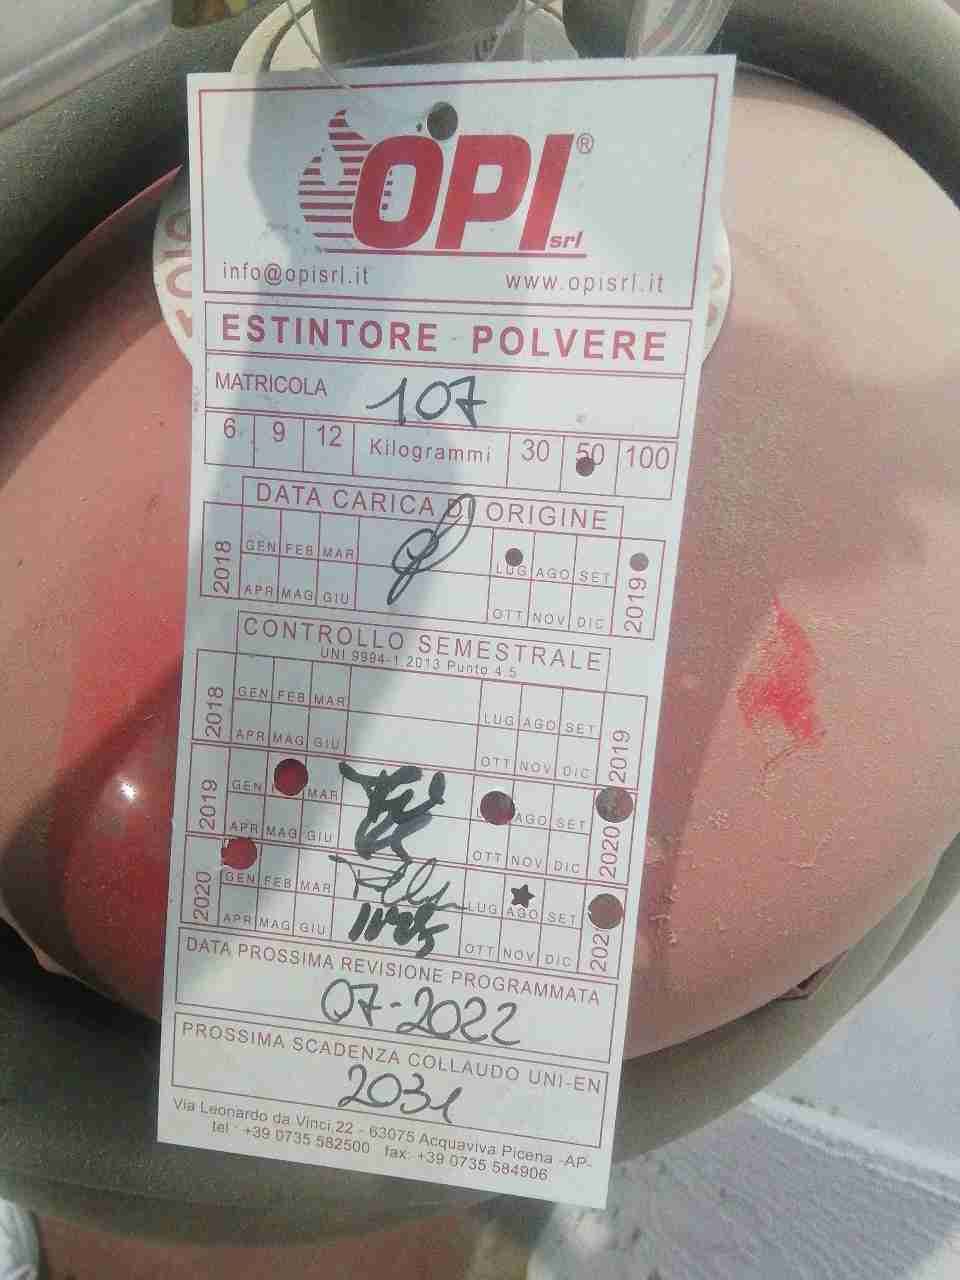 OPI®
srl
info@opisrl.it www.opisrl.it
ESTINTORE POLVERE
MATRICOLA 107
6 9 12 Kilogrammi 30 50 100
DATA CARICA DI ORIGINE
2018 GEN FEB MAR LUG AGO SET 2019
APR MAG GIU OTT NOV DIC
CONTROLLO SEMESTRALE
UNI 9994-1:2013 Punto 4.5
2018 GEN FEB MAR LUG AGO SET 2019
APR MAG GIU OTT NOV DIC
2019 GEN MAR AGO SET 2020
APR MAG GIU OTT NOV DIC
2020 GEN FEB MAR LUG AGO SET
APR MAG GIU OTT NOV DIC
DATA PROSSIMA REVISIONE PROGRAMMATA
07-2022
PROSSIMA SCADENZA COLLAUDO UNI-EN
2031
Via Leonardo da Vinci,22 - 63075 Acquaviva Picena -AP-
tel : +39 0735 582500 fax: +39 0735 584906